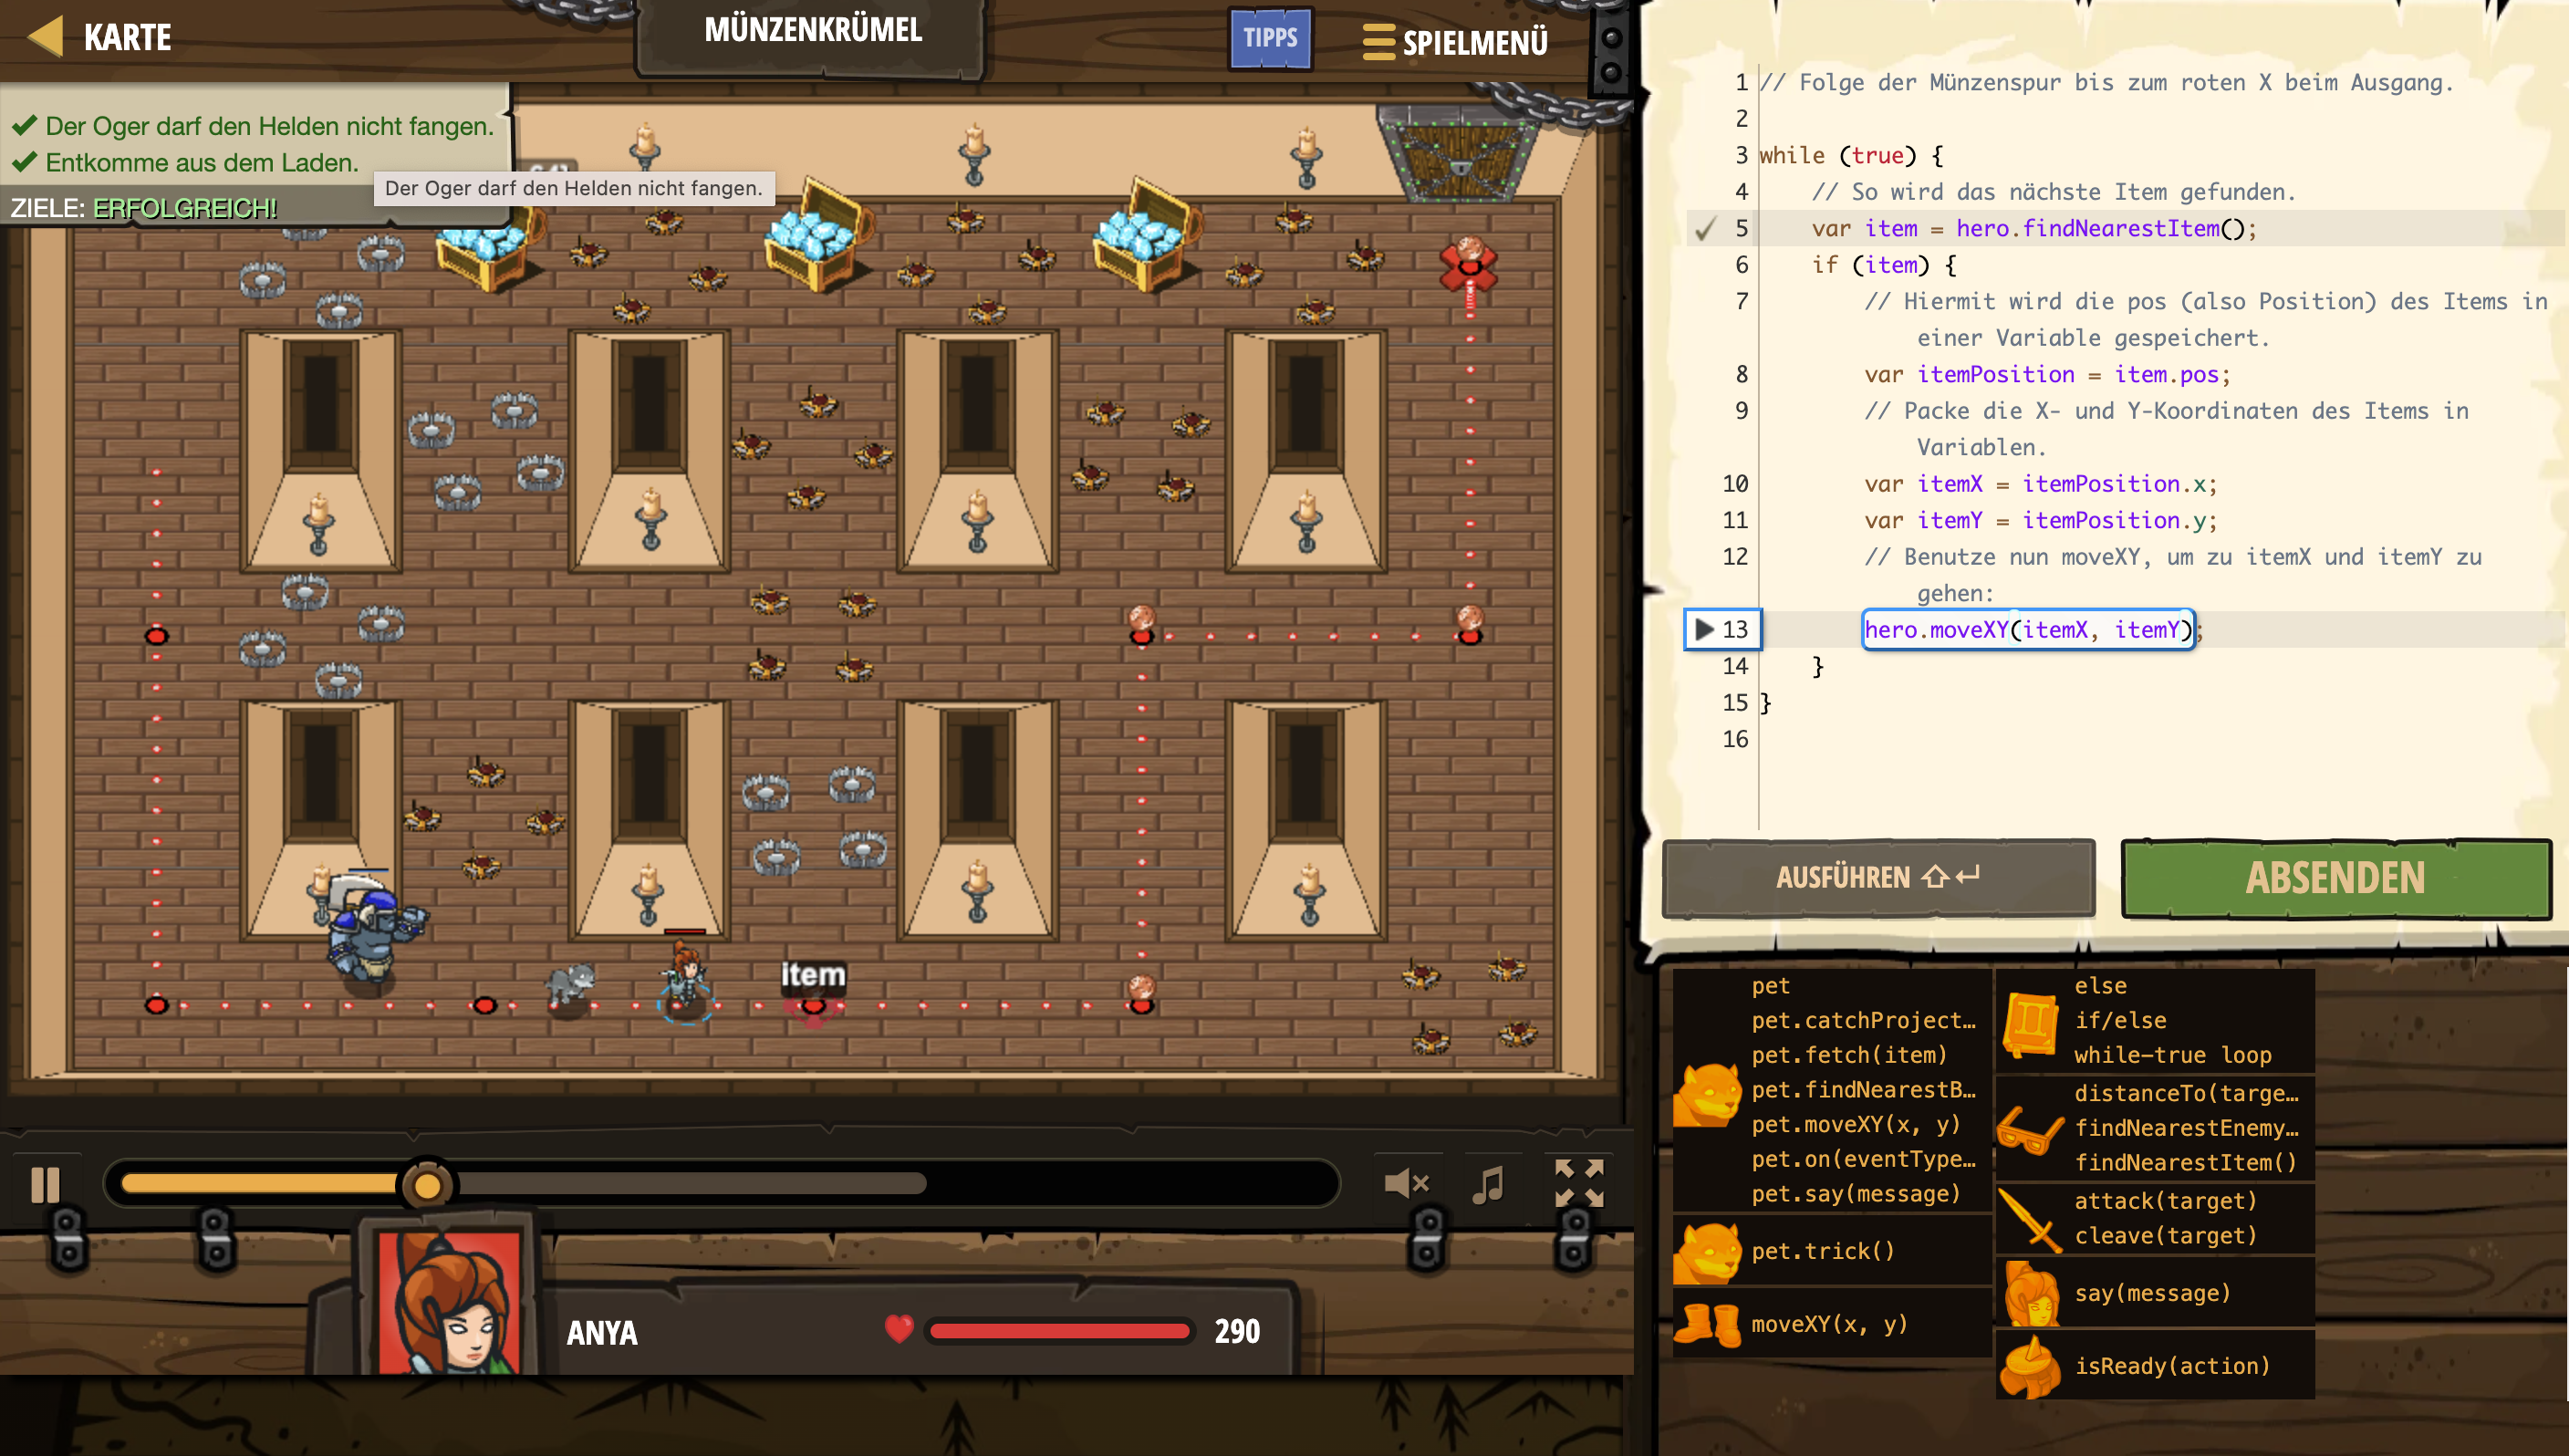 KARTE
MÜNZENKRÜMEL
TIPPS
SPIELMENÜ
Der Oger darf den Helden nicht fangen.
Entkomme aus dem Laden.
ZIELE: ERFOLGREICH!
Der Oger darf den Helden nicht fangen.
item
ANYA
290
1 // Folge der Münzenspur bis zum roten X beim Ausgang.
2
3 while (true) {
4 // So wird das nächste Item gefunden.
5 var item = hero.findNearestItem();
6 if (item) {
7 // Hiermit wird die pos (also Position) des Items in
einer Variable gespeichert.
8 var itemPosition = item.pos;
9 // Packe die X- und Y-Koordinaten des Items in
Variablen.
10 var itemX = itemPosition.x;
11 var itemY = itemPosition.y;
12 // Benutze nun moveXY, um zu itemX und itemY zu
gehen:
13 hero.moveXY(itemX, itemY);
14 }
15 }
16
AUSFÜHREN ⇧↵
ABSENDEN
pet
pet.catchProject…
pet.fetch(item)
pet.findNearestB…
pet.moveXY(x, y)
pet.on(eventType…
pet.say(message)
pet.trick()
moveXY(x, y)
else
if/else
while-true loop
distanceTo(targe…
findNearestEnemy…
findNearestItem()
attack(target)
cleave(target)
say(message)
isReady(action)